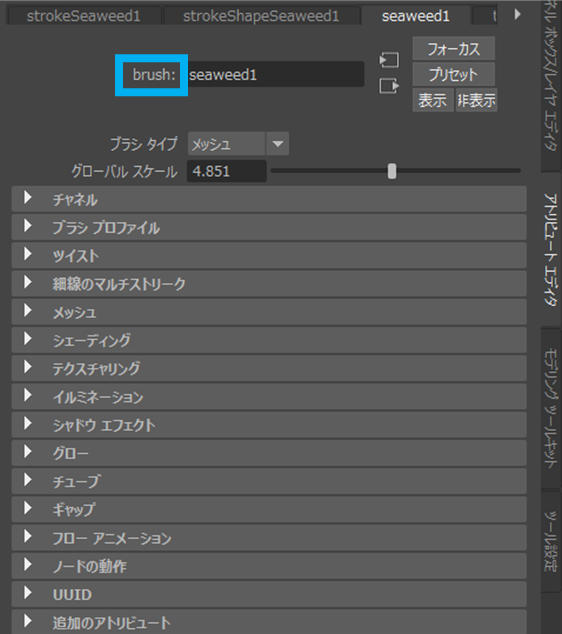 strokeSeaweed1 strokeShapeSeaweed1 seaweed1
brush: seaweed1
フォーカス
プリセット
表示 非表示
ブラシ タイプ メッシュ
グローバル スケール 4.851
チャネル
ブラシ プロファイル
ツイスト
細線のマルチストリーク
メッシュ
シェーディング
テクスチャリング
イルミネーション
シャドウ エフェクト
グロー
チューブ
ギャップ
フロー アニメーション
ノードの動作
UUID
追加のアトリビュート
ネル ボックス/レイヤ エディタ
アトリビュート エディタ
モデリング ツールキット
ツール設定